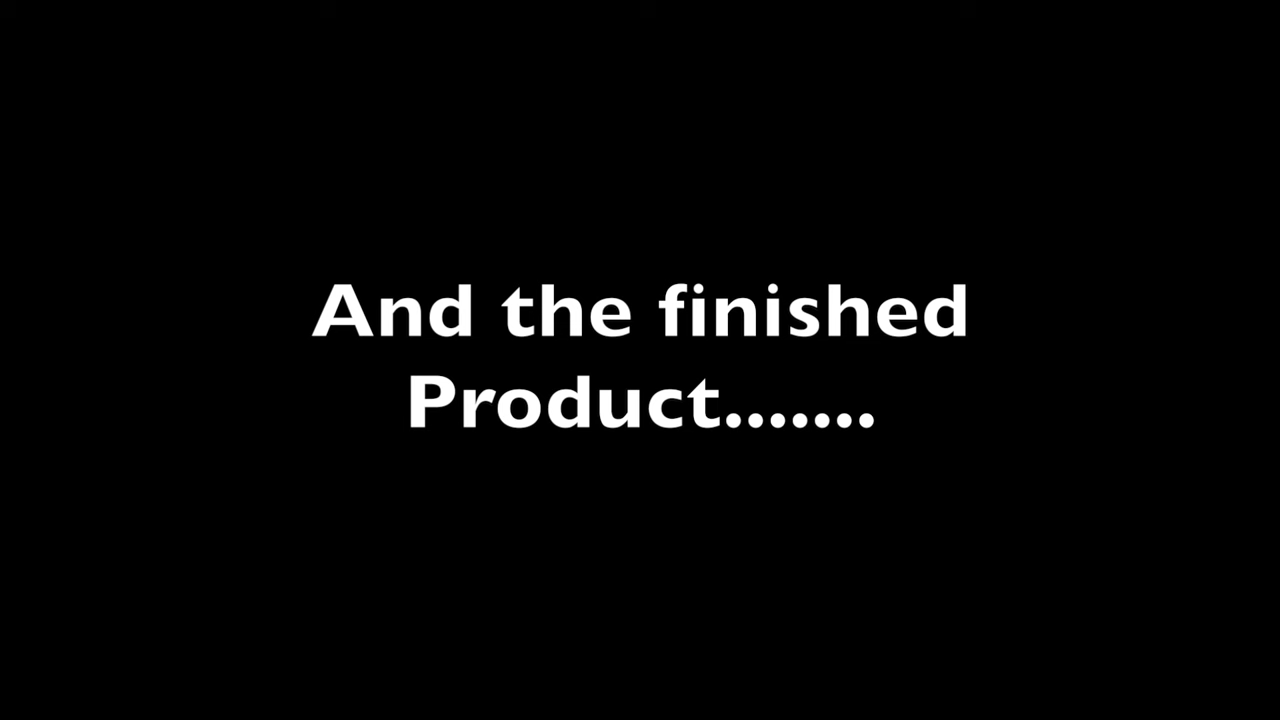 And the finished
Product.......